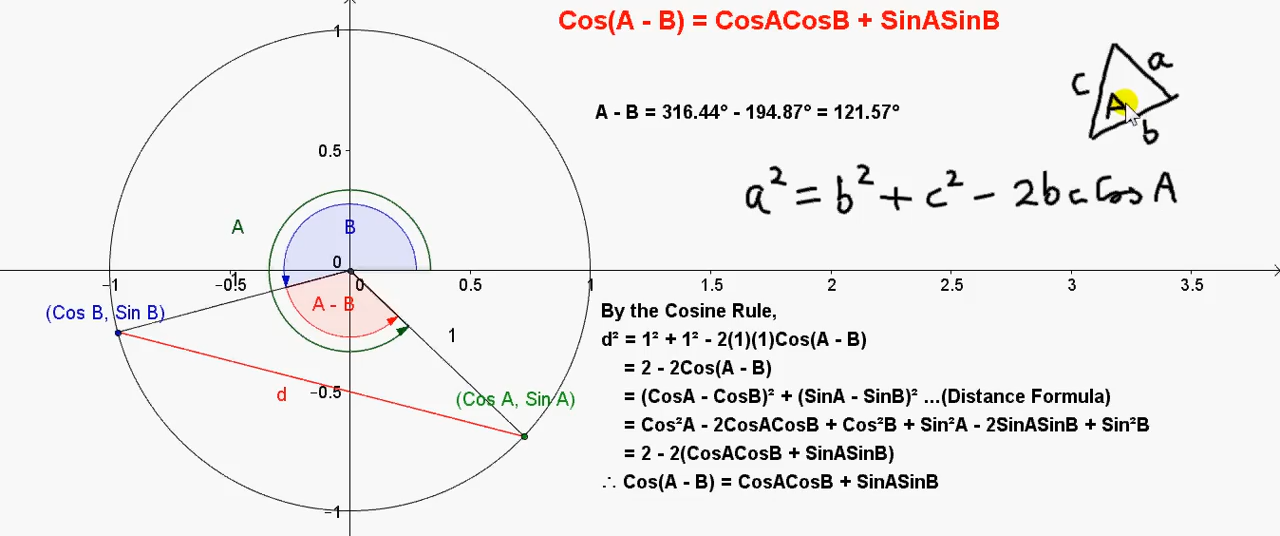 Cos(A - B) = CosACosB + SinASinB
c
a
A
b
A - B = 316.44° - 194.87° = 121.57°
a² = b² + c² - 2bc Cos A
1
0.5
0
-0.5
-1
-1
-0.5
0
0.5
1
1.5
2
2.5
3
3.5
A
B
A - B
(Cos B, Sin B)
1
d
(Cos A, Sin A)
By the Cosine Rule,
d² = 1² + 1² - 2(1)(1)Cos(A - B)
= 2 - 2Cos(A - B)
= (CosA - CosB)² + (SinA - SinB)² ...(Distance Formula)
= Cos²A - 2CosACosB + Cos²B + Sin²A - 2SinASinB + Sin²B
= 2 - 2(CosACosB + SinASinB)
∴ Cos(A - B) = CosACosB + SinASinB